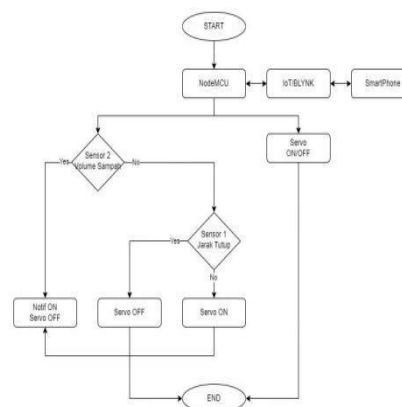 START
NodeMCU
IoT/BLYNK
SmartPhone
Sensor 2
Volume Sampah
Servo
ON/OFF
Yes
No
Sensor 1
Jarak Tutup
Yes
No
Notif ON
Servo OFF
Servo OFF
Servo ON
END